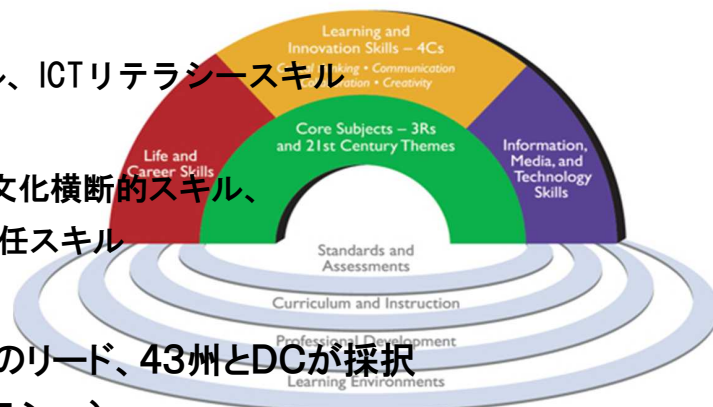 Learning and
Innovation Skills – 4Cs
ICTリテラシースキル
Thinking • Communication
Creativity
Core Subjects – 3Rs
and 21st Century Themes
Life and
Career Skills
Information,
Media, and
Technology
Skills
文化横断的スキル、
任スキル
Standards and
Assessments
Curriculum and Instruction
Professional Development
のリード、43州とDCが採択
Learning Environments